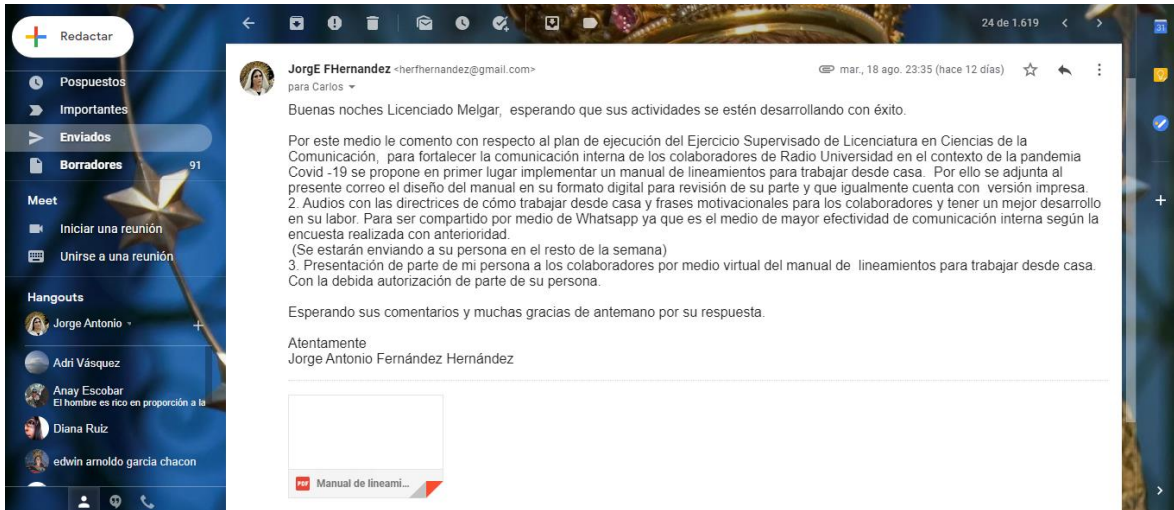 Redactar
24 de 1.619
31
Pospuestos
Importantes
Enviados
Borradores 91
Meet
Iniciar una reunión
Unirse a una reunión
Hangouts
Jorge Antonio
Adri Vásquez
Anay Escobar
El hombre es rico en proporción a la
Diana Ruiz
edwin arnoldo garcia chacon
JorgE FHernandez <herfhernandez@gmail.com>
mar., 18 ago. 23:35 (hace 12 días)
para Carlos
Buenas noches Licenciado Melgar, esperando que sus actividades se estén desarrollando con éxito.
Por este medio le comento con respecto al plan de ejecución del Ejercicio Supervisado de Licenciatura en Ciencias de la
Comunicación, para fortalecer la comunicación interna de los colaboradores de Radio Universidad en el contexto de la pandemia
Covid -19 se propone en primer lugar implementar un manual de lineamientos para trabajar desde casa. Por ello se adjunta al
presente correo el diseño del manual en su formato digital para revisión de su parte y que igualmente cuenta con versión impresa.
2. Audios con las directrices de cómo trabajar desde casa y frases motivacionales para los colaboradores y tener un mejor desarrollo
en su labor. Para ser compartido por medio de Whatsapp ya que es el medio de mayor efectividad de comunicación interna según la
encuesta realizada con anterioridad.
(Se estarán enviando a su persona en el resto de la semana)
3. Presentación de parte de mi persona a los colaboradores por medio virtual del manual de lineamientos para trabajar desde casa.
Con la debida autorización de parte de su persona.
Esperando sus comentarios y muchas gracias de antemano por su respuesta.
Atentamente
Jorge Antonio Fernández Hernández
PDF Manual de lineami...